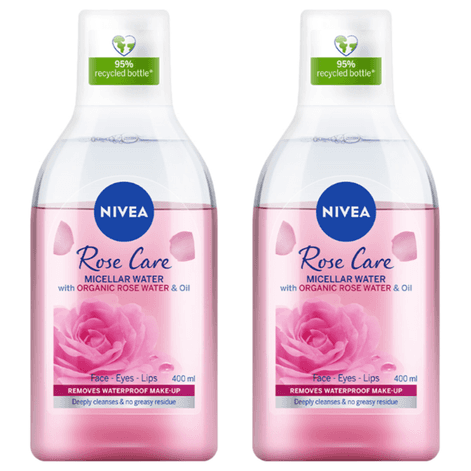 95%
recycled bottle*
NIVEA
Rose Care
MICELLAR WATER
with ORGANIC ROSE WATER & Oil
Face - Eyes - Lips
400 ml
REMOVES WATERPROOF MAKE-UP
Deeply cleanses & no greasy residue
95%
recycled bottle*
NIVEA
Rose Care
MICELLAR WATER
with ORGANIC ROSE WATER & Oil
Face - Eyes - Lips
400 ml
REMOVES WATERPROOF MAKE-UP
Deeply cleanses & no greasy residue